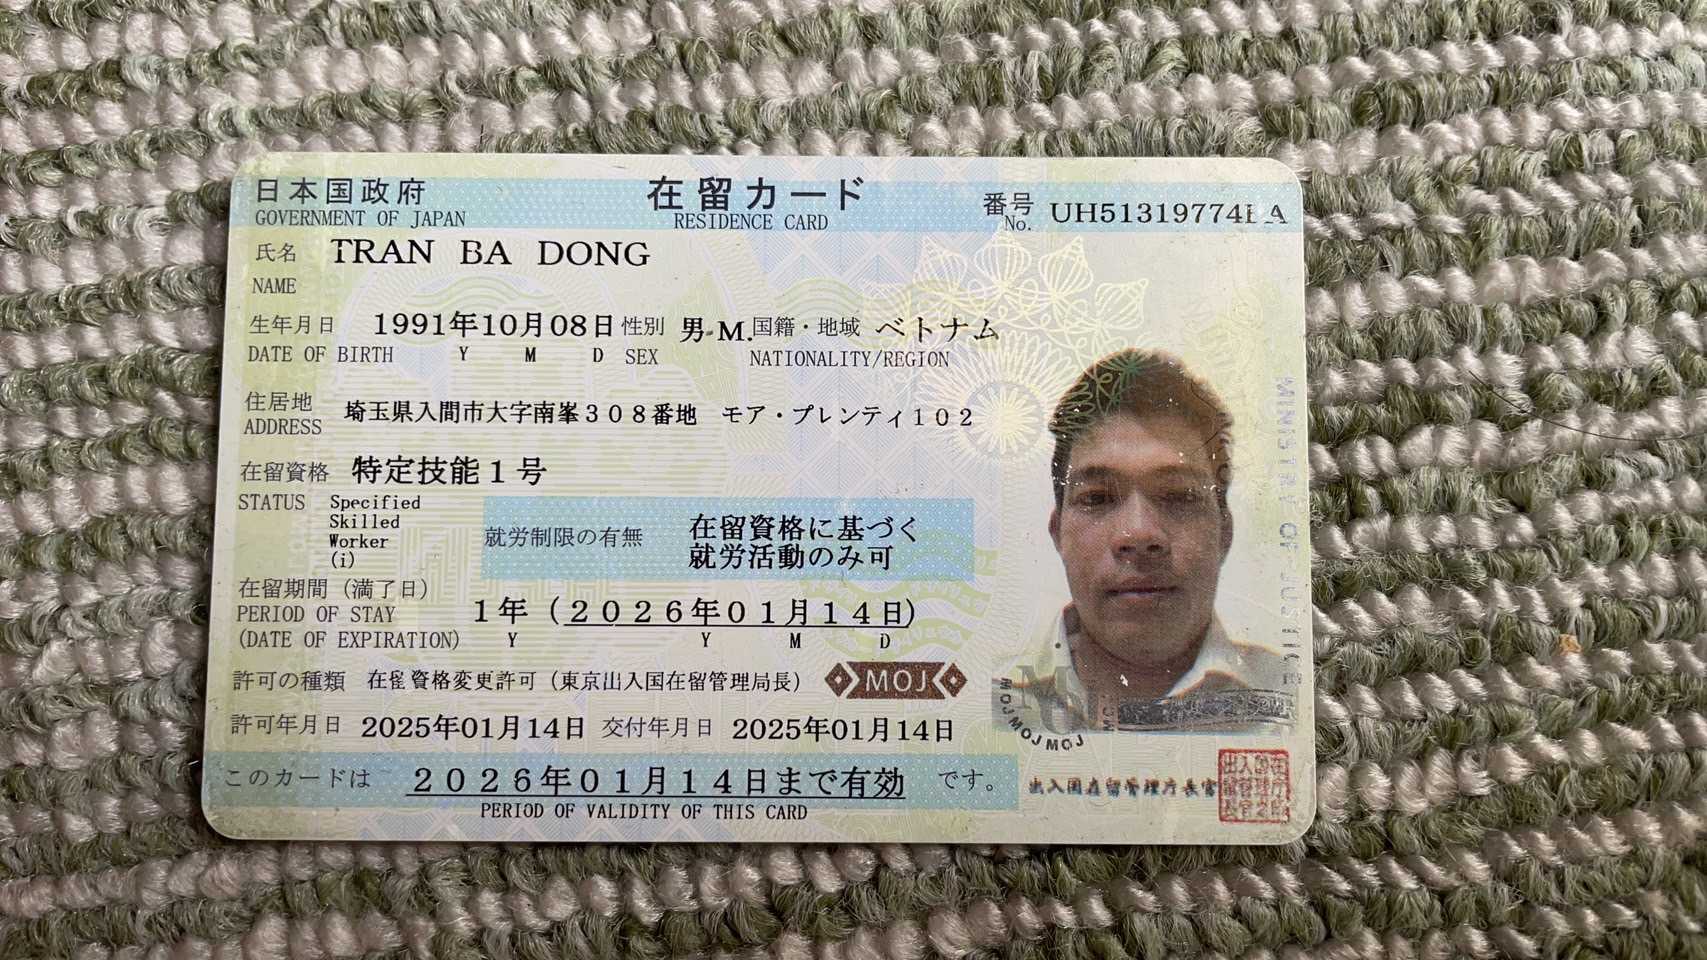 日本国政府 在留カード 番号 UH51319774
GOVERNMENT OF JAPAN RESIDENCE CARD No.
氏名 TRAN BA DONG
NAME
生年月日 1991年10月08日 性別 男 M. 国籍・地域 ベトナム
DATE OF BIRTH Y M D SEX NATIONALITY/REGION
住居地 埼玉県入間市大字南峯308番地 モア・プレンティ102
ADDRESS
在留資格 特定技能1号
STATUS Specified
Skilled
Worker
(i)
就労制限の有無 在留資格に基づく
就労活動のみ可
在留期間(満了日)
PERIOD OF STAY
(DATE OF EXPIRATION)
1年(2026年01月14日)
Y Y M D
許可の種類 在留資格変更許可(東京出入国在留管理局長) MOJ
許可年月日 2025年01月14日 交付年月日 2025年01月14日
このカードは 2026年01月14日まで有効 です。
PERIOD OF VALIDITY OF THIS CARD
MINISTRY OF JUSTICE
MOJ MOJ MOJ
出入国在留管理庁長官